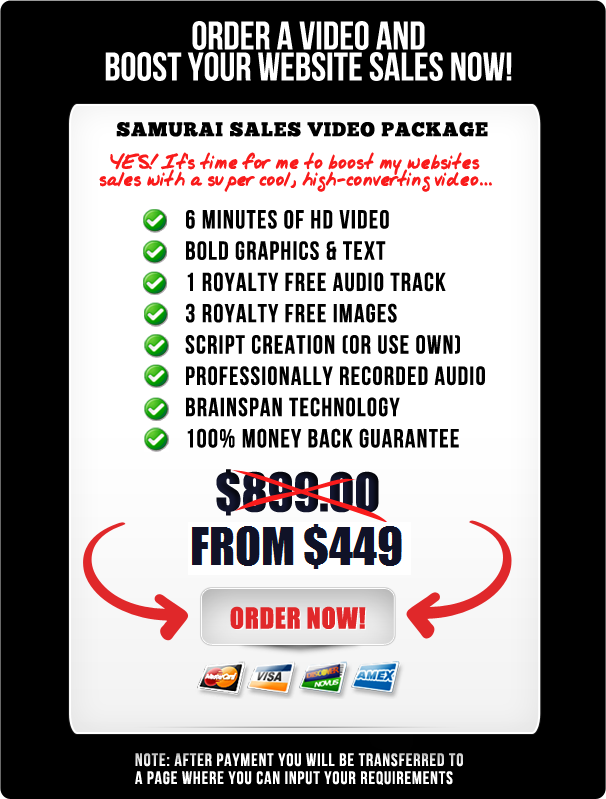 ORDER A VIDEO AND
BOOST YOUR WEBSITE SALES NOW!
SAMURAI SALES VIDEO PACKAGE
YES! It's time for me to boost my websites
sales with a super cool, high-converting video...
6 MINUTES OF HD VIDEO
BOLD GRAPHICS & TEXT
1 ROYALTY FREE AUDIO TRACK
3 ROYALTY FREE IMAGES
SCRIPT CREATION (OR USE OWN)
PROFESSIONALLY RECORDED AUDIO
BRAINSPAN TECHNOLOGY
100% MONEY BACK GUARANTEE
$899.00
FROM $449
ORDER NOW!
MasterCard VISA DISCOVER NOVUS AMEX
NOTE: AFTER PAYMENT YOU WILL BE TRANSFERRED TO
A PAGE WHERE YOU CAN INPUT YOUR REQUIREMENTS